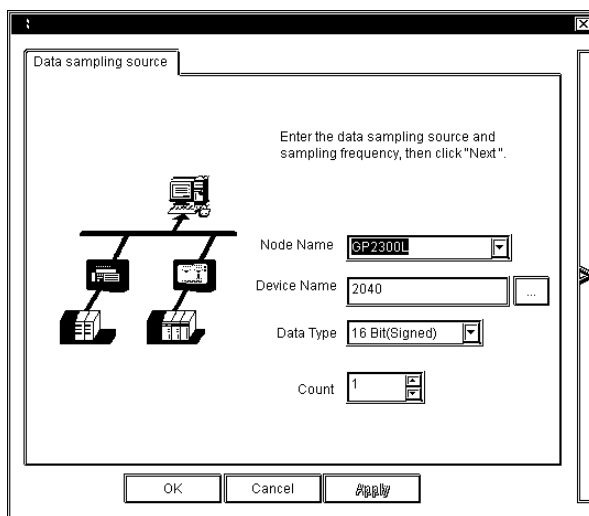 Data sampling source
Enter the data sampling source and
sampling frequency, then click "Next".
Node Name GP2300L
Device Name 2040 ...
Data Type 16 Bit(Signed)
Count 1
OK Cancel Apply